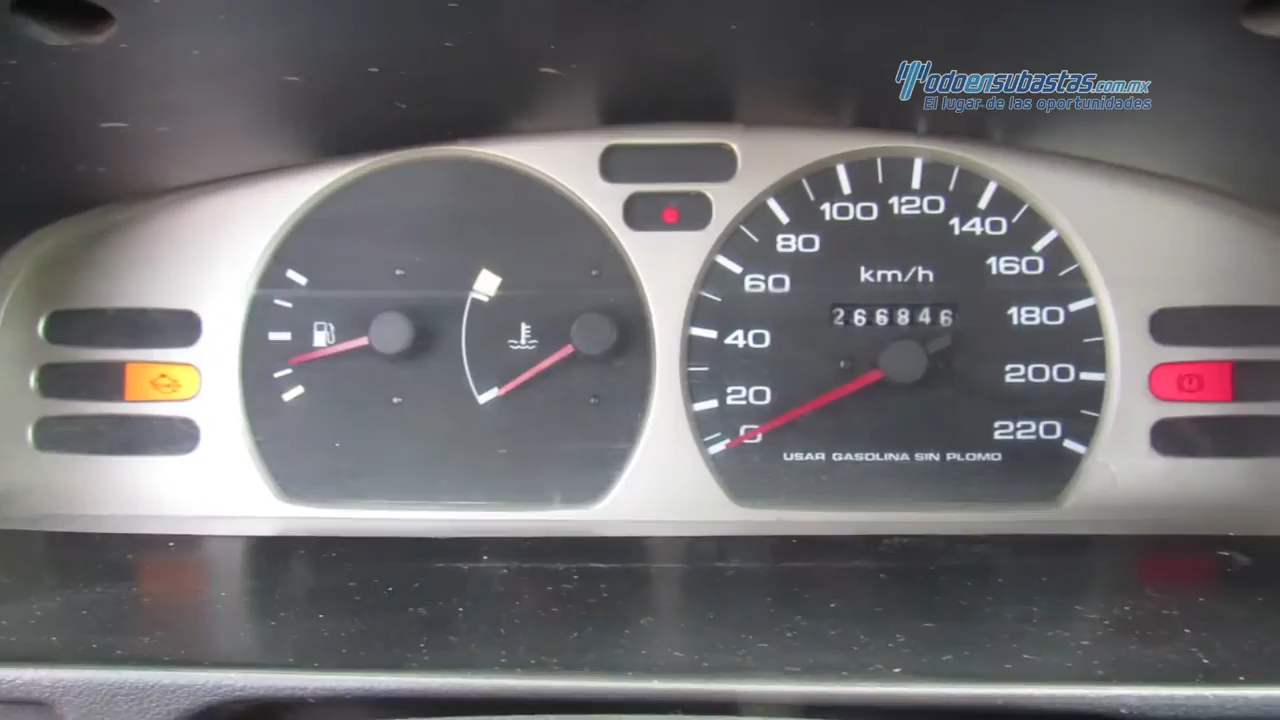 Todoensubastas.com.mx
El lugar de las oportunidades
100 120
80 140
60 km/h 160
266846 180
40
200
20
0 220
USAR GASOLINA SIN PLOMO